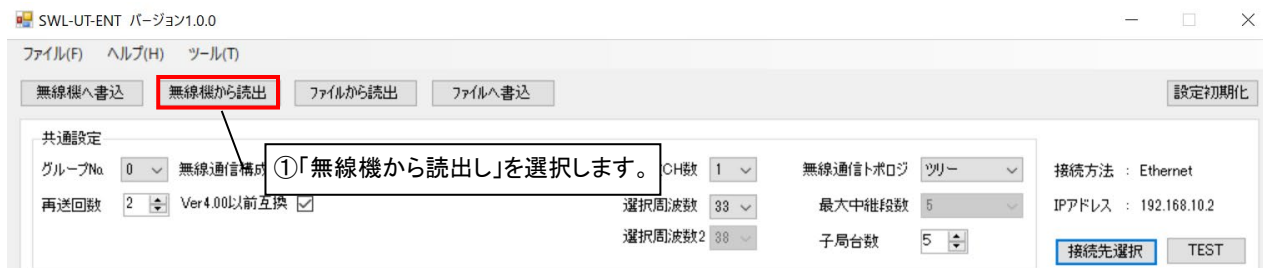 SWL-UT-ENT バージョン1.0.0
ファイル(F) ヘルプ(H) ツール(T)
無線機へ書込 無線機から読出 ファイルから読出 ファイルへ書込 設定初期化
共通設定
グループNo. 0 無線通信構成 ①「無線機から読出し」を選択します。 CH数 1 無線通信トポロジ ツリー 接続方法 : Ethernet
再送回数 2 Ver4.00以前互換 選択周波数 33 最大中継段数 5 IPアドレス : 192.168.10.2
選択周波数2 38 子局台数 5
接続先選択 TEST